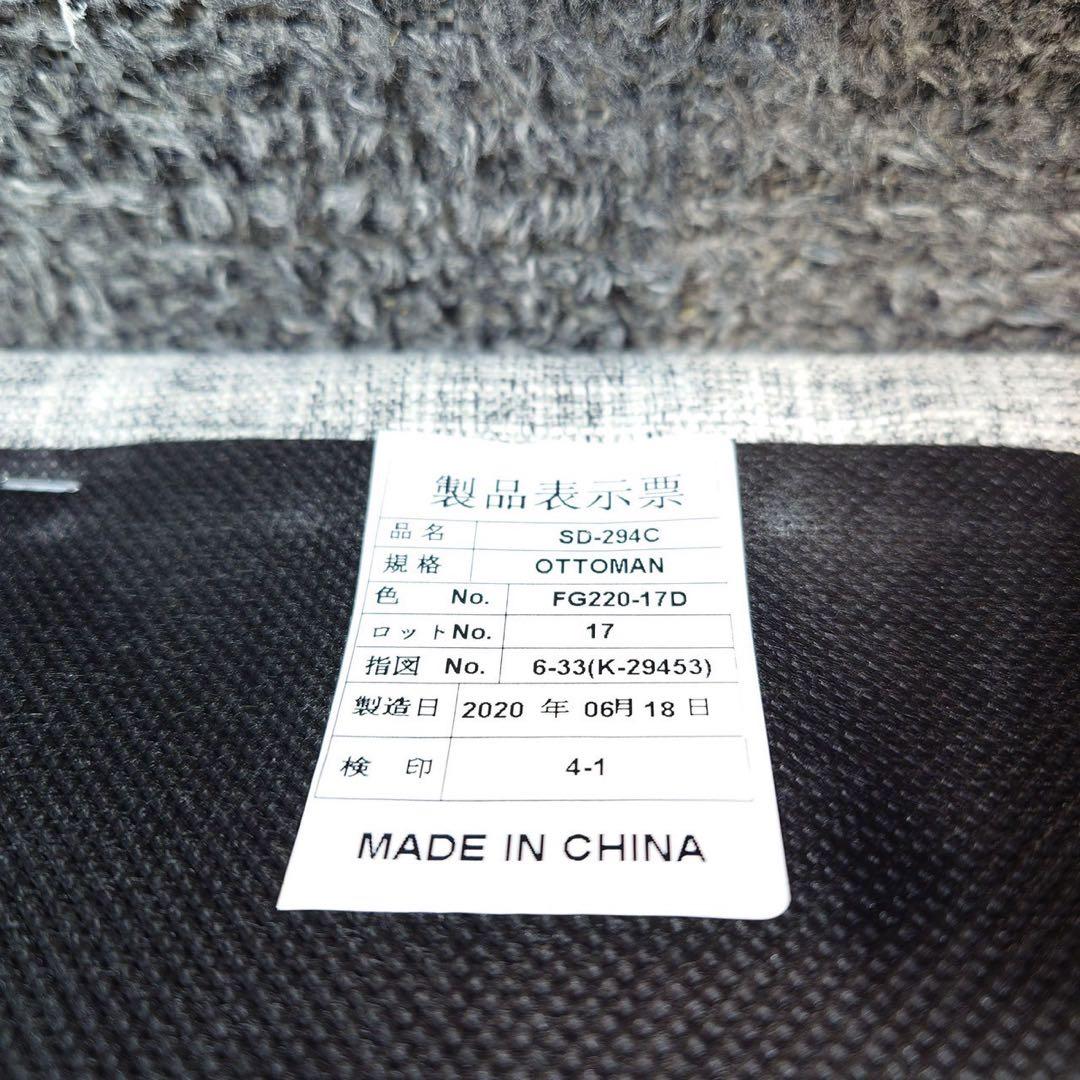 製品表示票
品名 SD-294C
規格 OTTOMAN
色 No. FG220-17D
ロットNo. 17
指図 No. 6-33(K-29453)
製造日 2020 年 06月 18 日
検 印 4-1
MADE IN CHINA